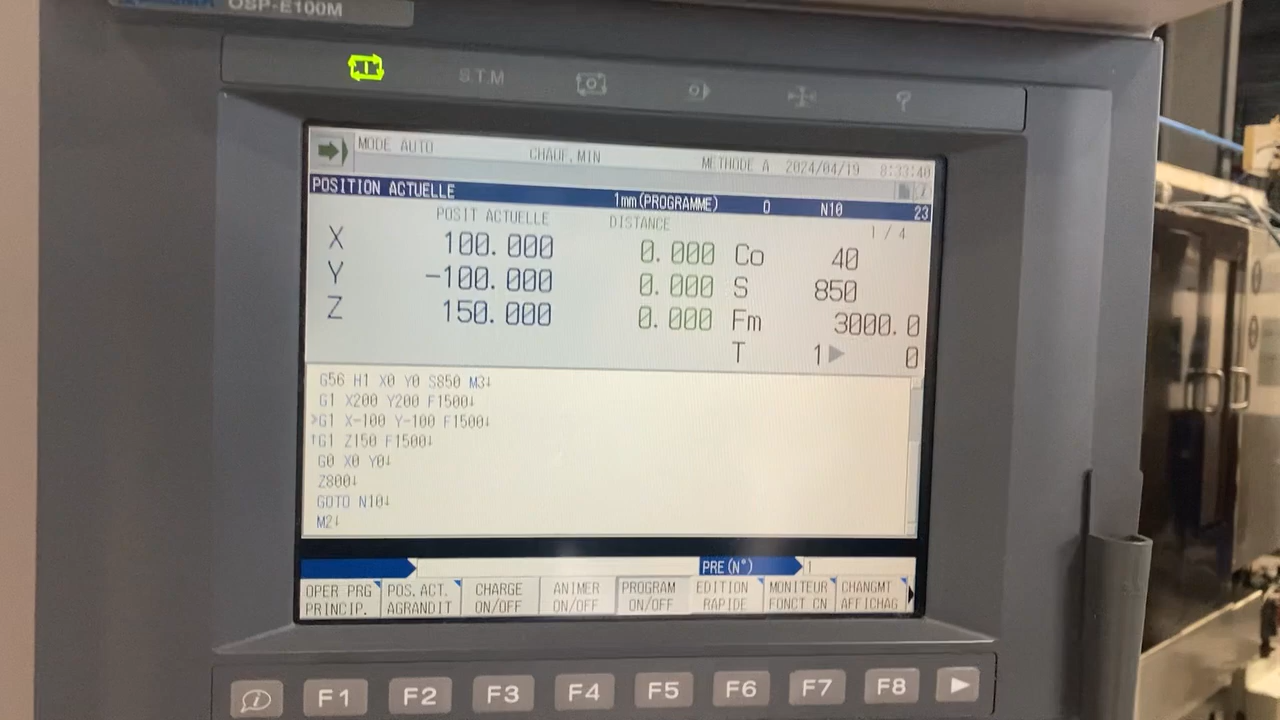 OSP-E100M
STM
MODE AUTO CHAUF.MIN METHODE A 2024/04/19 8:33:40
POSITION ACTUELLE 1mm(PROGRAMME) O N10 23
POSIT ACTUELLE DISTANCE 1 / 4
X 100.000 0.000 Co 40
Y -100.000 0.000 S 850
Z 150.000 0.000 Fm 3000.0
T 1 0
G56 H1 X0 Y0 S850 M3↓
G1 X200 Y200 F1500↓
>G1 X-100 Y-100 F1500↓
↑G1 Z150 F1500↓
G0 X0 Y0↓
Z800↓
GOTO N10↓
M2↓
PRE(N°) 1
OPER PRG POS.ACT. CHARGE ANIMER PROGRAM EDITION MONITEUR CHANGMT
PRINCIP. AGRANDIT ON/OFF ON/OFF ON/OFF RAPIDE FONCT CN AFFICHAG
i F1 F2 F3 F4 F5 F6 F7 F8